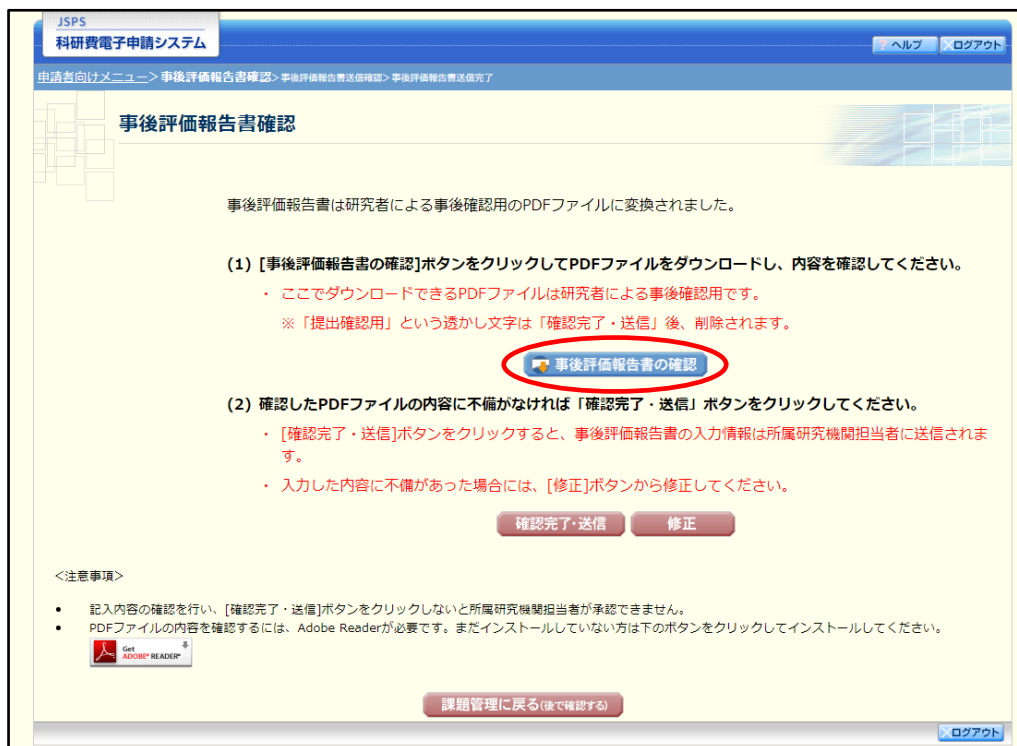 JSPS
科研費電子申請システム
? ヘルプ
ログアウト
申請者向けメニュー>事後評価報告書確認>事後評価報告書送信確認>事後評価報告書送信完了
事後評価報告書確認
事後評価報告書は研究者による事後確認用のPDFファイルに変換されました。
(1) [事後評価報告書の確認]ボタンをクリックしてPDFファイルをダウンロードし、内容を確認してください。
・ ここでダウンロードできるPDFファイルは研究者による事後確認用です。
※「提出確認用」という透かし文字は「確認完了・送信」後、削除されます。
事後評価報告書の確認
(2) 確認したPDFファイルの内容に不備がなければ「確認完了・送信」ボタンをクリックしてください。
・ [確認完了・送信]ボタンをクリックすると、事後評価報告書の入力情報は所属研究機関担当者に送信されま
す。
・ 入力した内容に不備があった場合には、[修正]ボタンから修正してください。
確認完了・送信
修正
<注意事項>
• 記入内容の確認を行い、[確認完了・送信]ボタンをクリックしないと所属研究機関担当者が承認できません。
• PDFファイルの内容を確認するには、Adobe Readerが必要です。まだインストールしていない方は下のボタンをクリックしてインストールしてください。
Get
ADOBE® READER®
課題管理に戻る(後で確認する)
ログアウト